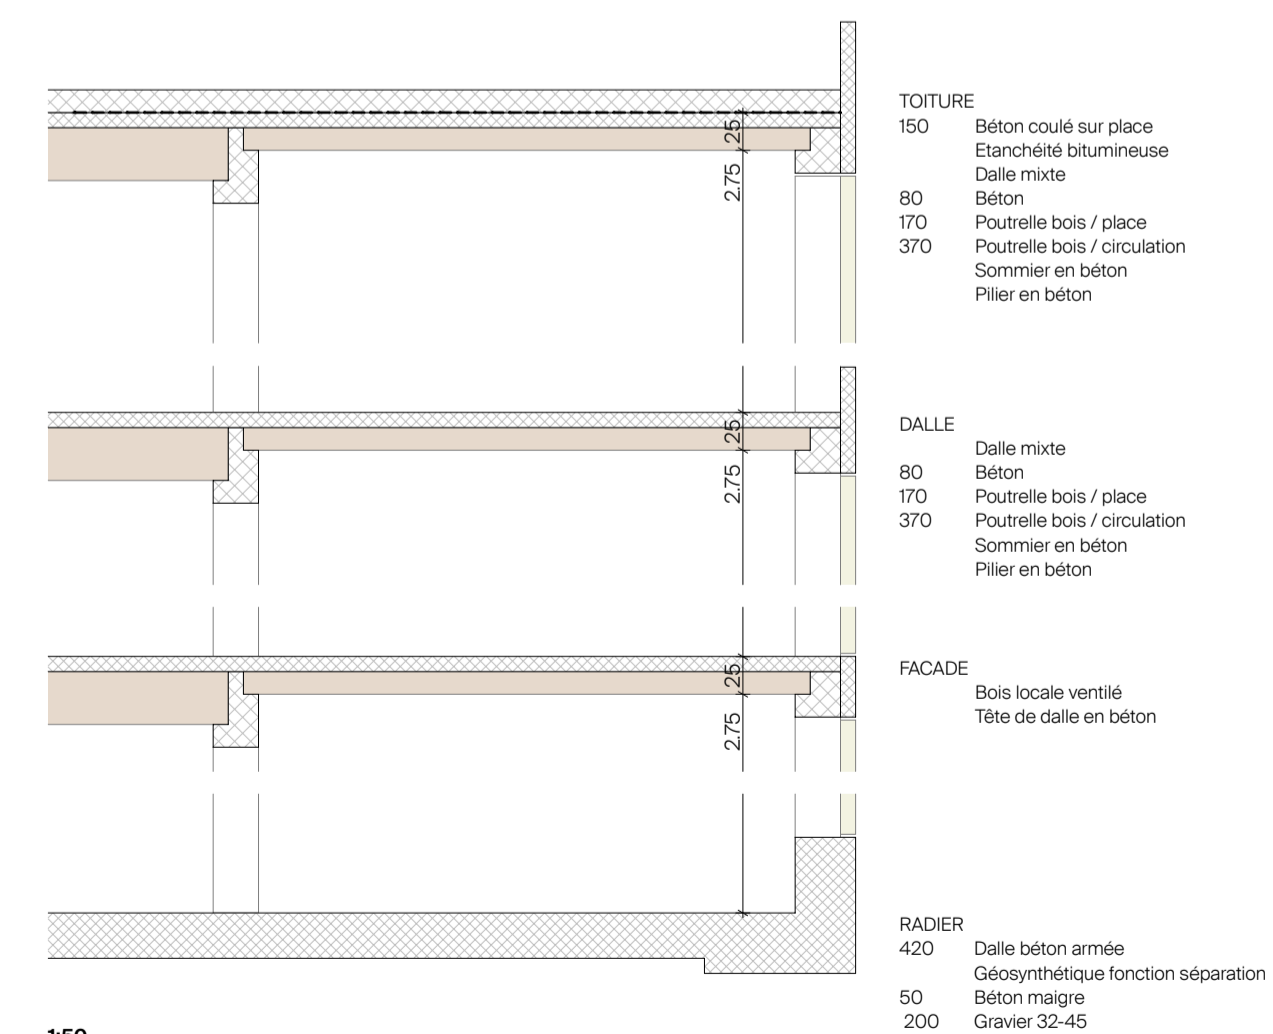 TOITURE
150 Béton coulé sur place
Etanchéité bitumineuse
Dalle mixte
80 Béton
170 Poutrelle bois / place
370 Poutrelle bois / circulation
Sommier en béton
Pilier en béton
25
2.75
DALLE
Dalle mixte
80 Béton
170 Poutrelle bois / place
370 Poutrelle bois / circulation
Sommier en béton
Pilier en béton
25
2.75
FACADE
Bois locale ventilé
Tête de dalle en béton
25
2.75
RADIER
420 Dalle béton armée
Géosynthétique fonction séparation
50 Béton maigre
200 Gravier 32-45
1:50